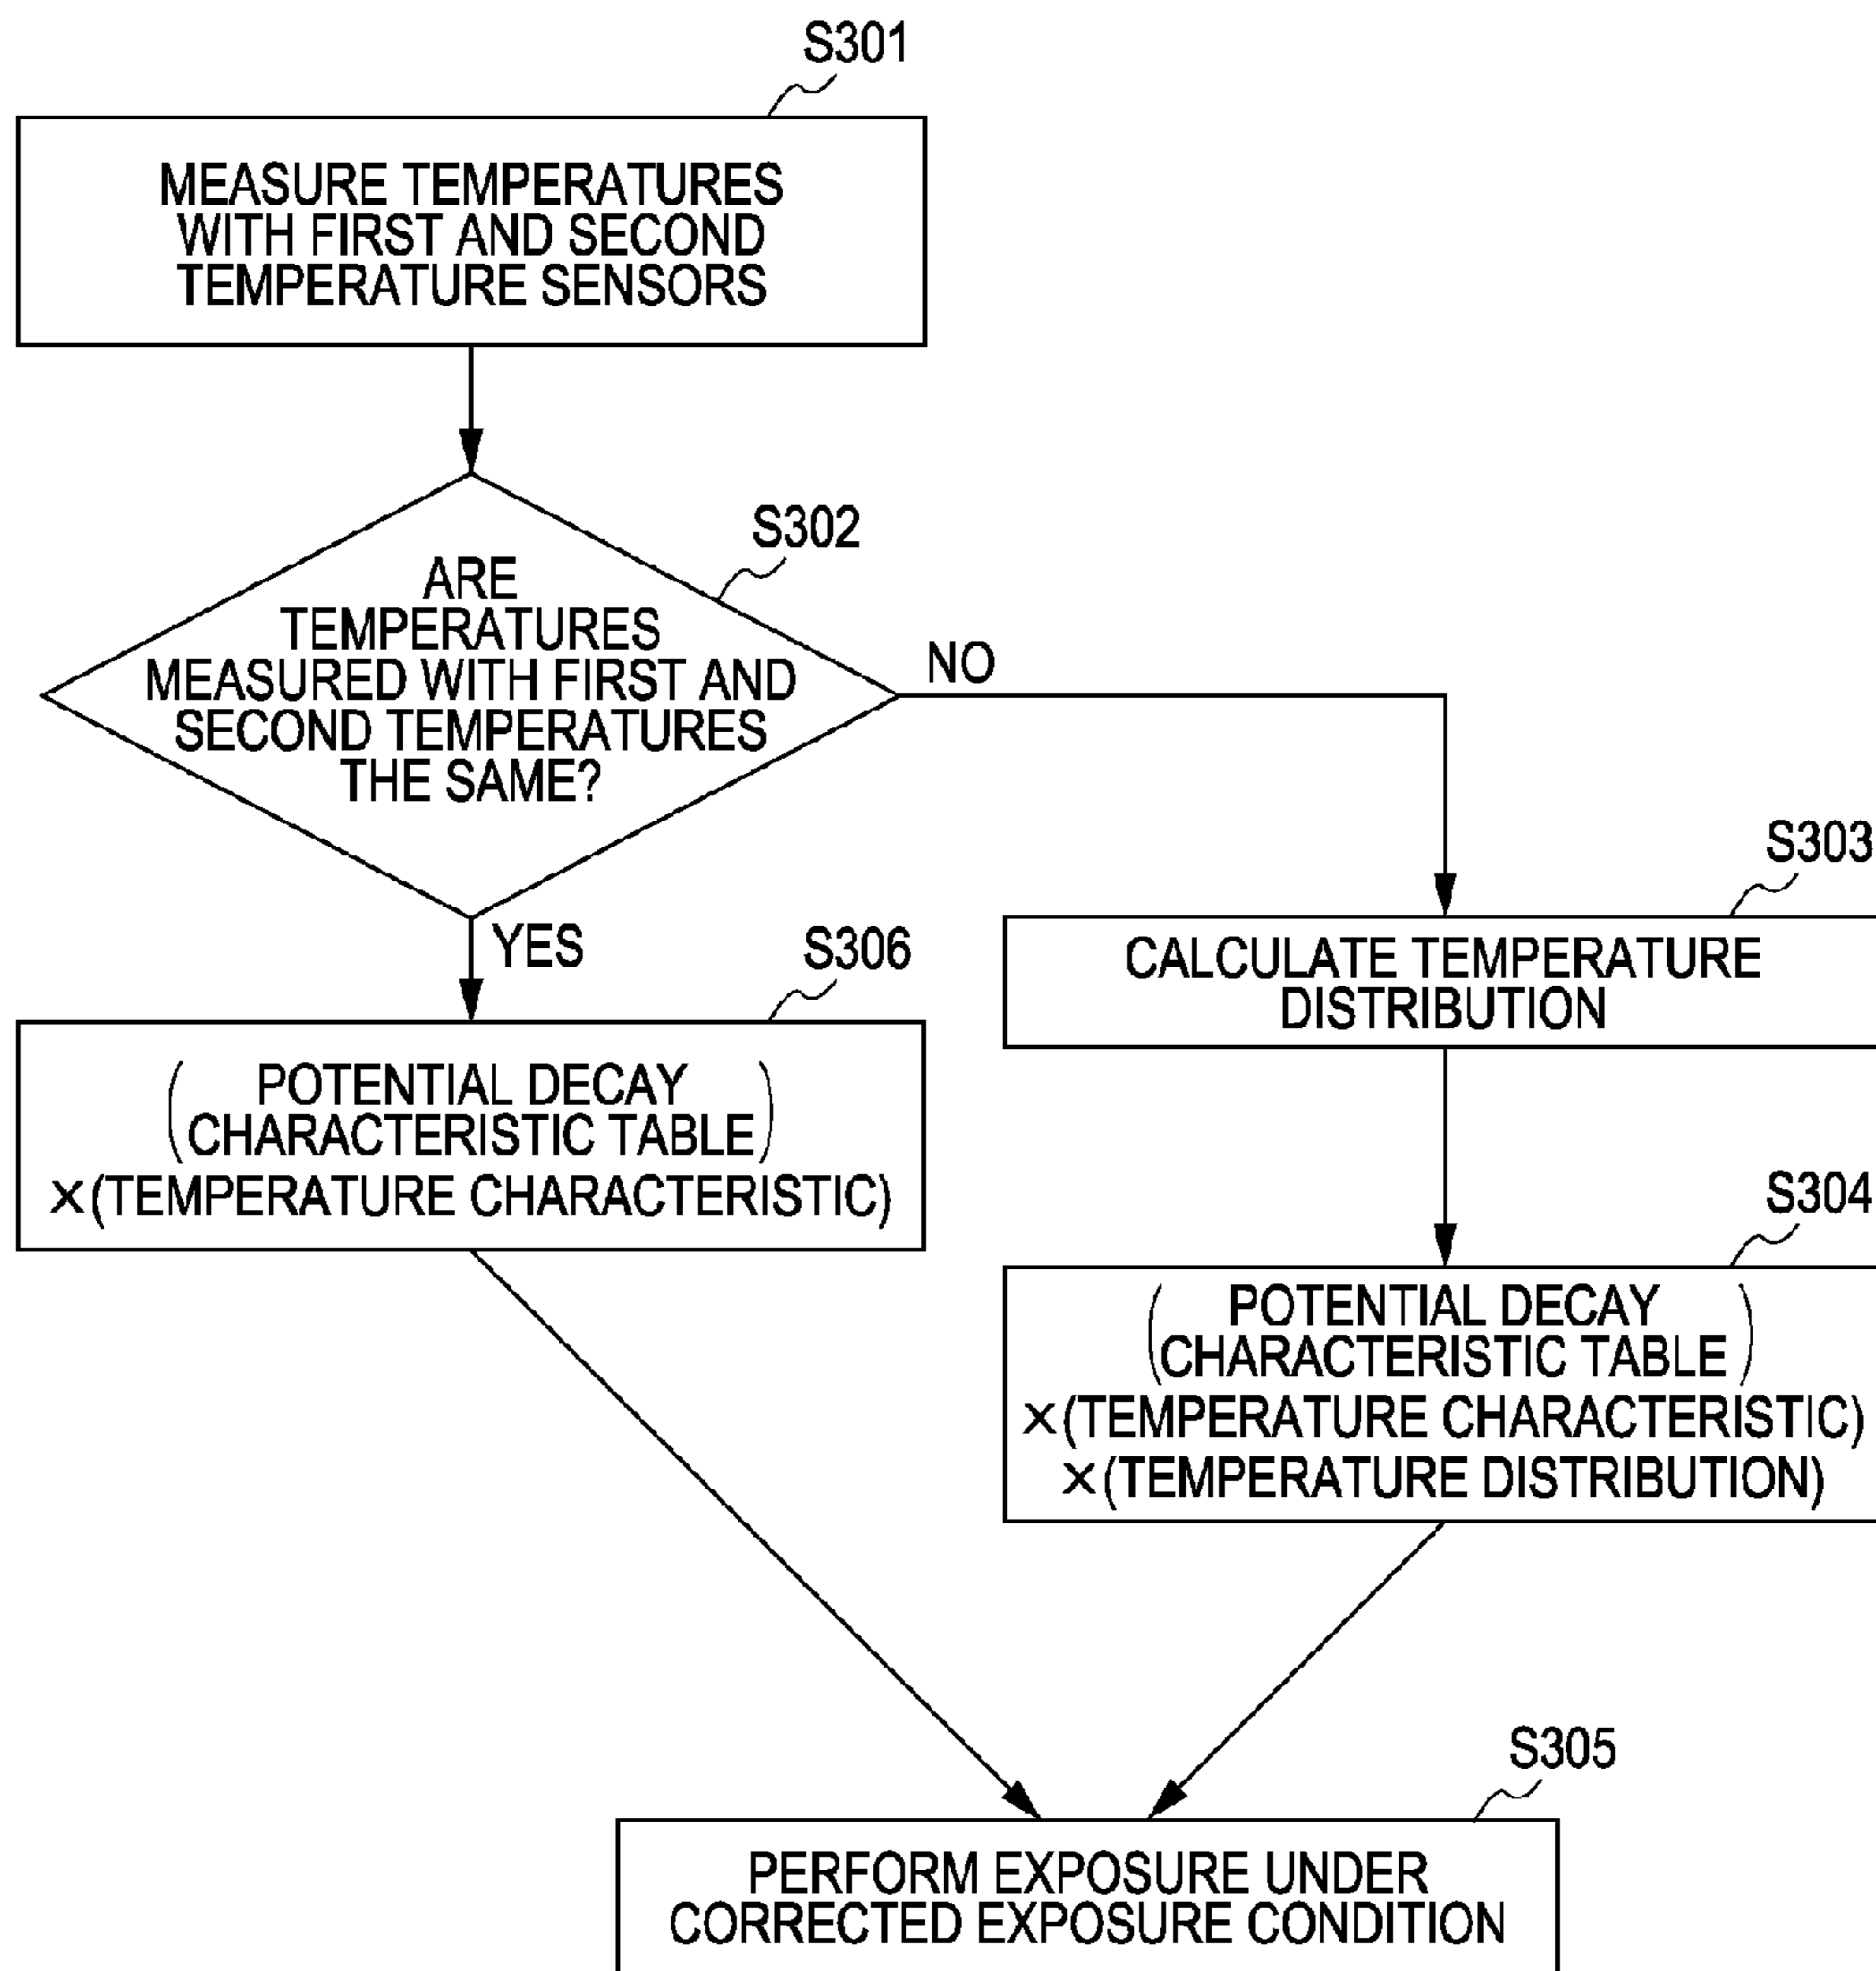 S301
MEASURE TEMPERATURES
WITH FIRST AND SECOND
TEMPERATURE SENSORS
S302
ARE
TEMPERATURES
MEASURED WITH FIRST AND
SECOND TEMPERATURES
THE SAME?
NO
YES
S303
CALCULATE TEMPERATURE
DISTRIBUTION
S306
(POTENTIAL DECAY
CHARACTERISTIC TABLE)
×(TEMPERATURE CHARACTERISTIC)
S304
(POTENTIAL DECAY
CHARACTERISTIC TABLE)
×(TEMPERATURE CHARACTERISTIC)
×(TEMPERATURE DISTRIBUTION)
S305
PERFORM EXPOSURE UNDER
CORRECTED EXPOSURE CONDITION